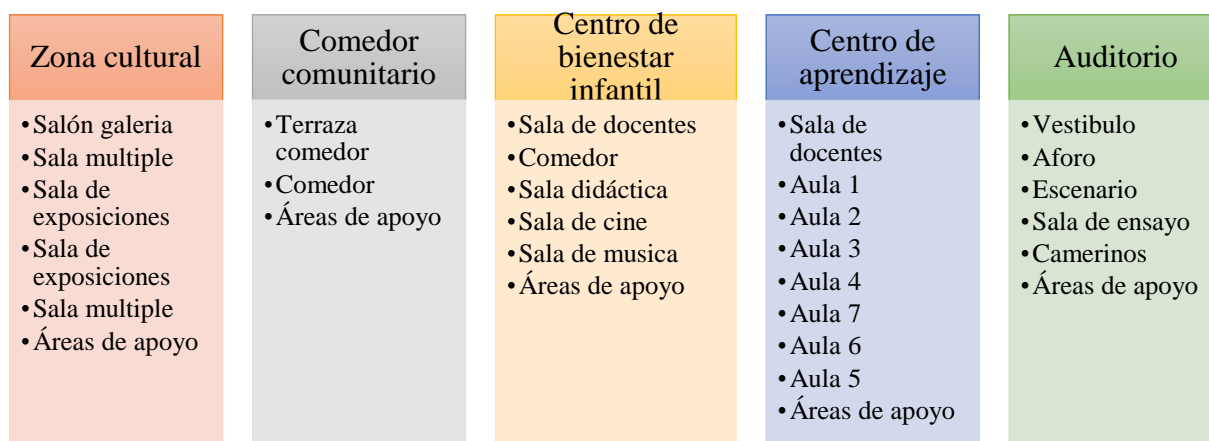 Zona cultural
•Salón galeria
•Sala multiple
•Sala de
exposiciones
•Sala de
exposiciones
•Sala multiple
•Áreas de apoyo
Comedor
comunitario
•Terraza
comedor
•Comedor
•Áreas de apoyo
Centro de
bienestar
infantil
•Sala de docentes
•Comedor
•Sala didáctica
•Sala de cine
•Sala de musica
•Áreas de apoyo
Centro de
aprendizaje
•Sala de
docentes
•Aula 1
•Aula 2
•Aula 3
•Aula 4
•Aula 7
•Aula 6
•Aula 5
•Áreas de apoyo
Auditorio
•Vestibulo
•Aforo
•Escenario
•Sala de ensayo
•Camerinos
•Áreas de apoyo